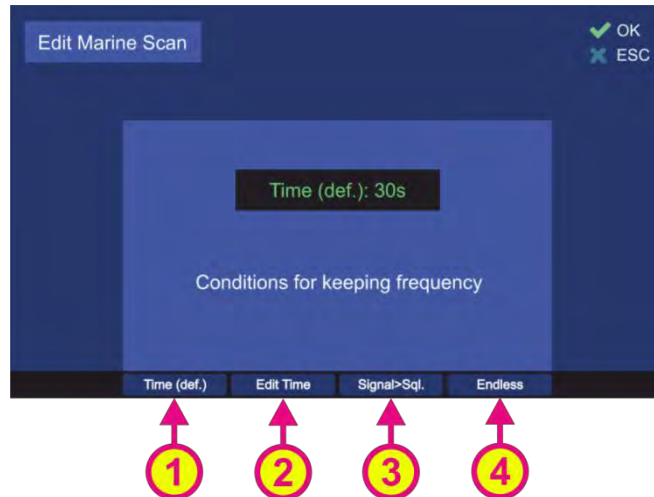 Edit Marine Scan
OK
ESC
Time (def.): 30s
Conditions for keeping frequency
Time (def.) Edit Time Signal>Sql. Endless
1 2 3 4